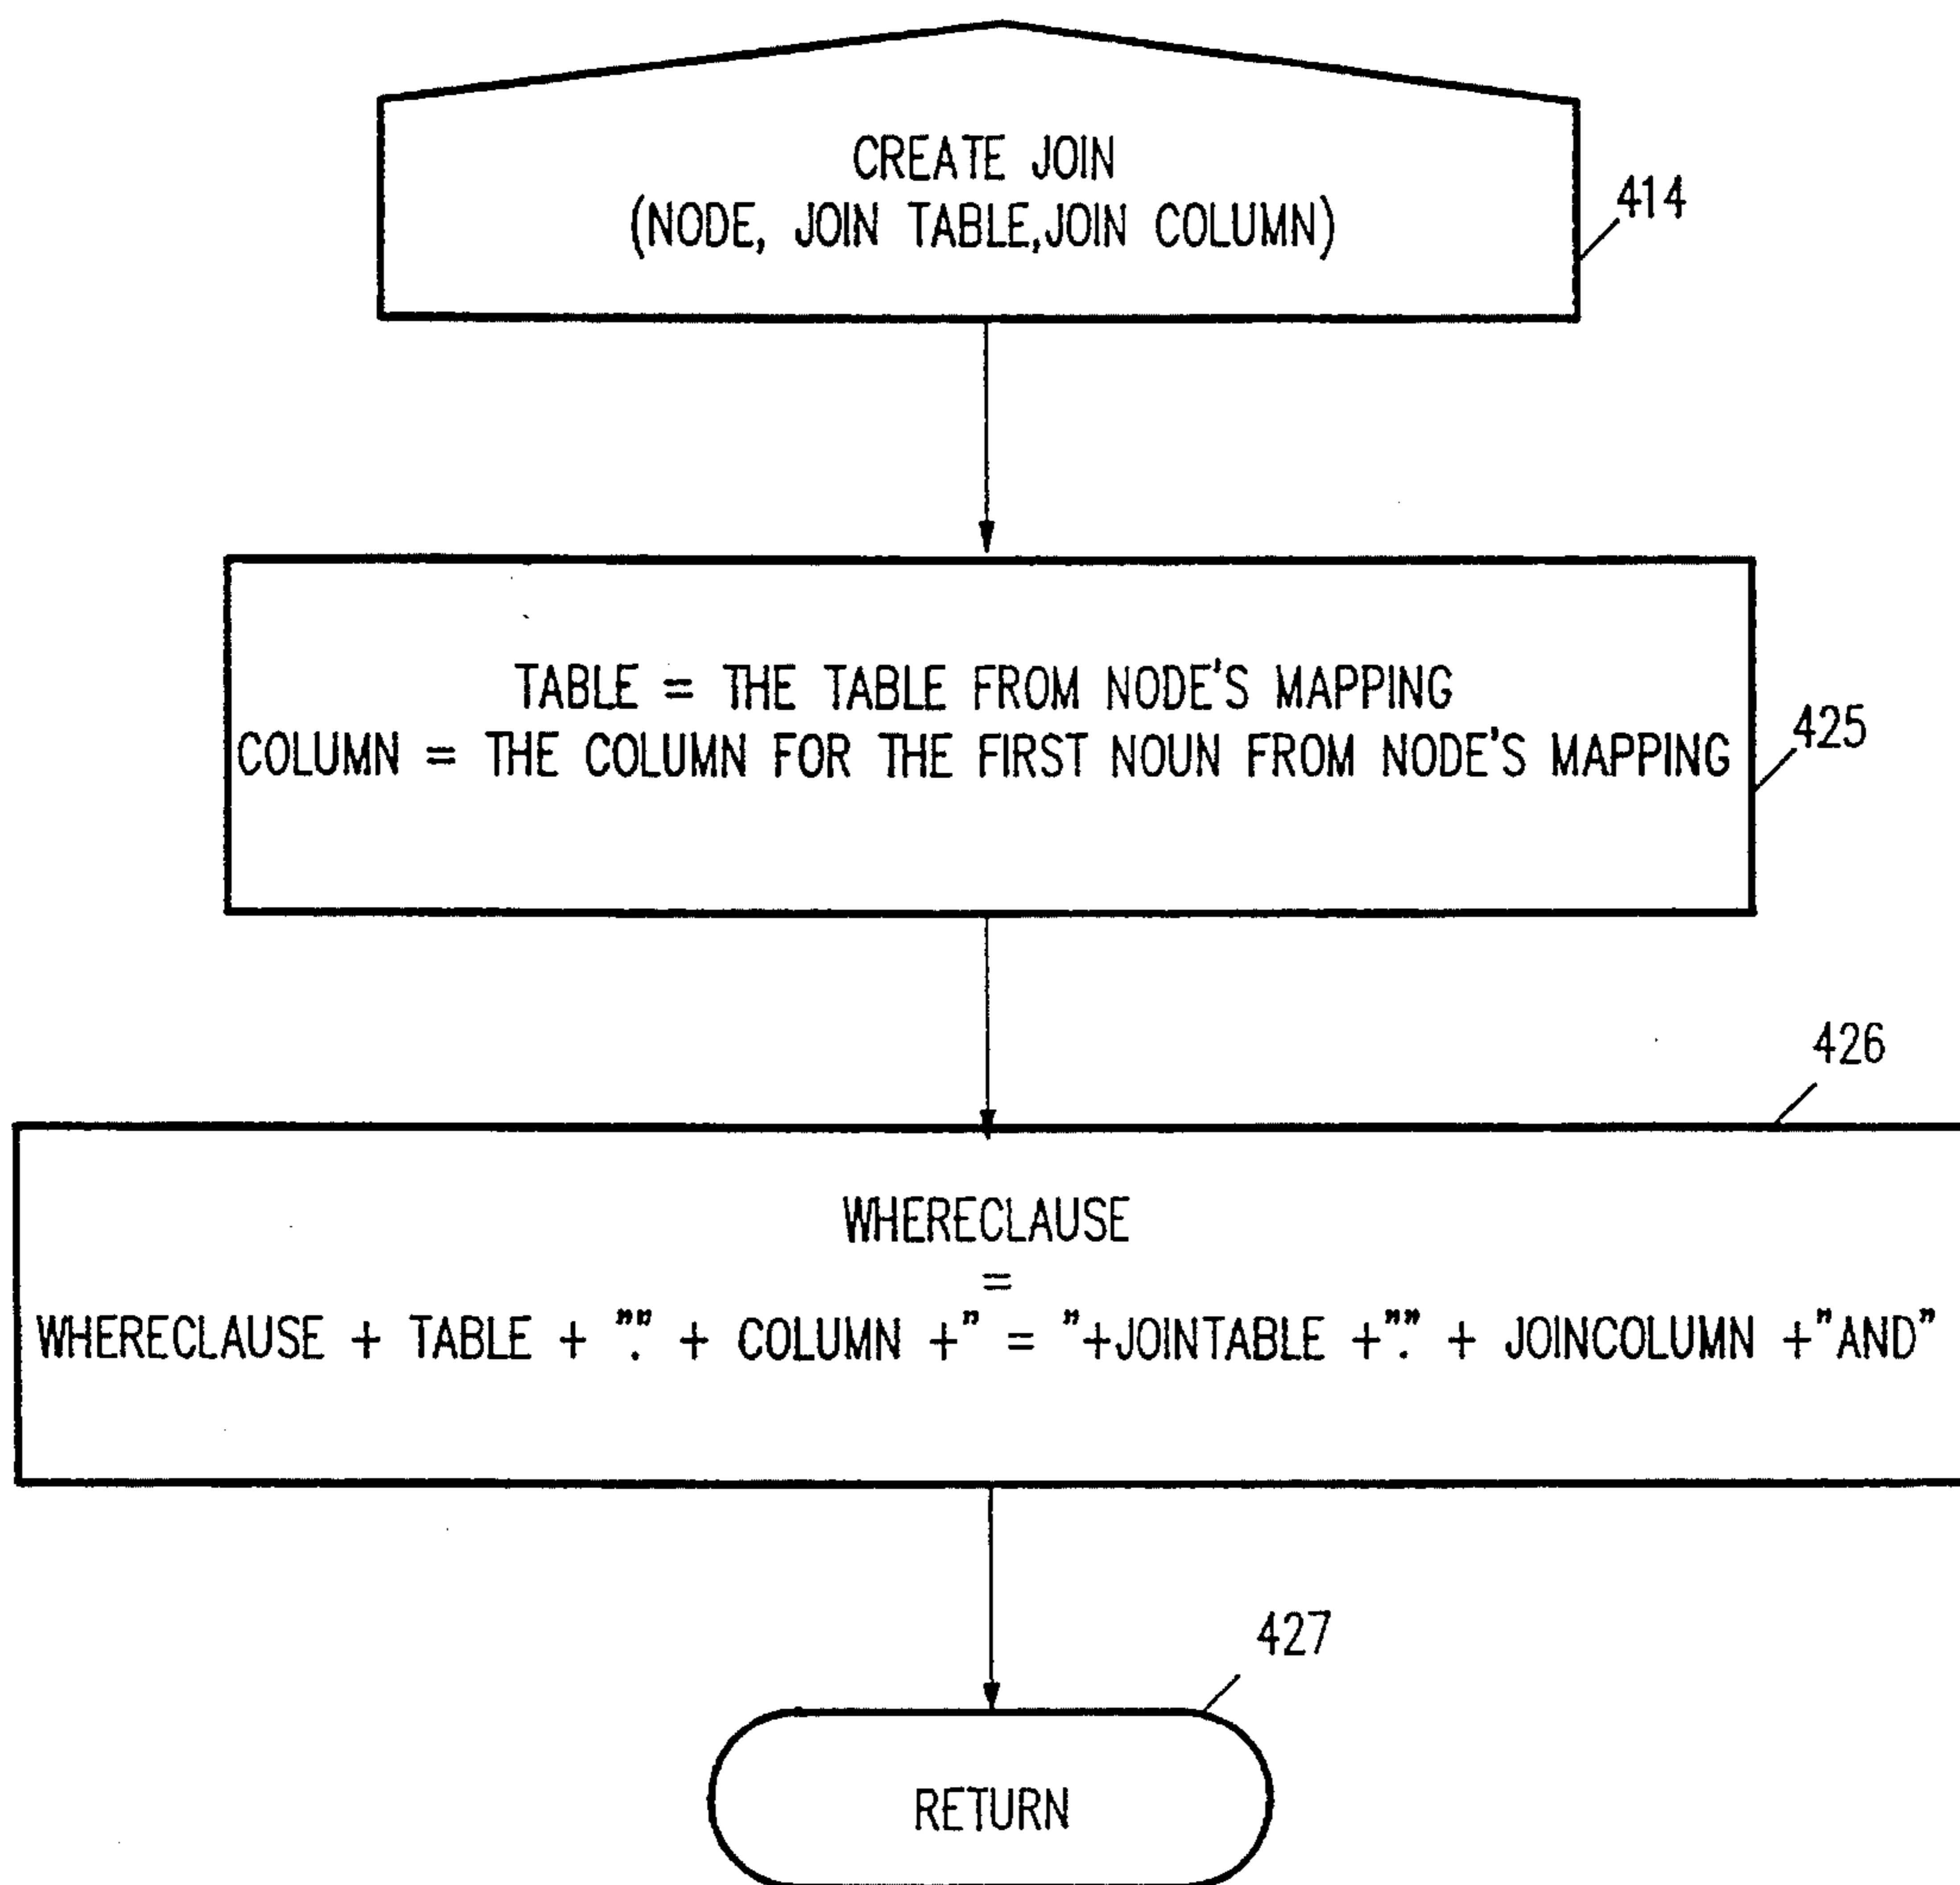 CREATE JOIN
(NODE, JOIN TABLE,JOIN COLUMN)
414
TABLE = THE TABLE FROM NODE'S MAPPING
COLUMN = THE COLUMN FOR THE FIRST NOUN FROM NODE'S MAPPING
425
426
WHERECLAUSE
=
WHERECLAUSE + TABLE + "." + COLUMN +" = "+JOINTABLE +"." + JOINCOLUMN +"AND"
427
RETURN